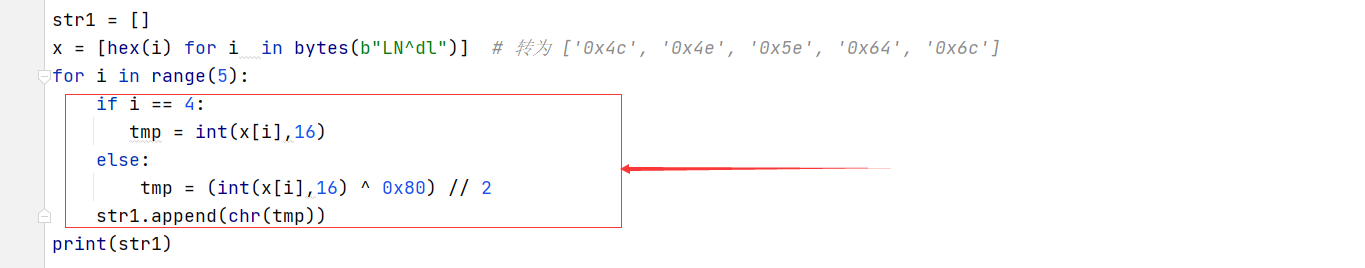 str1 = []
x = [hex(i) for i  in bytes(b"LN^dl")]  # 转为 ['0x4c', '0x4e', '0x5e', '0x64', '0x6c']
for i in range(5):
    if i == 4:
       tmp = int(x[i],16)
    else:
        tmp = (int(x[i],16) ^ 0x80) // 2
    str1.append(chr(tmp))
print(str1)